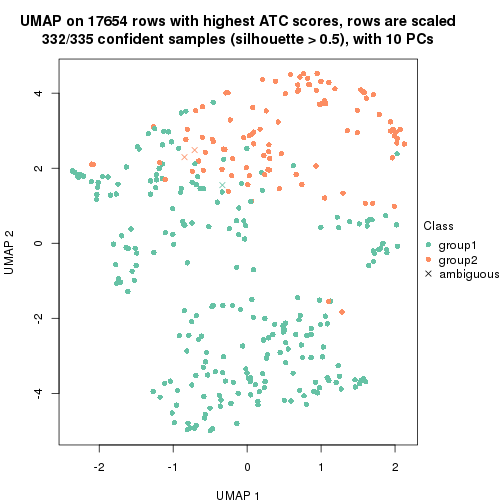 UMAP on 17654 rows with highest ATC scores, rows are scaled
332/335 confident samples (silhouette > 0.5), with 10 PCs
4
2
0
-2
-4
UMAP 2
-2
-1
0
1
2
UMAP 1
Class
group1
group2
ambiguous